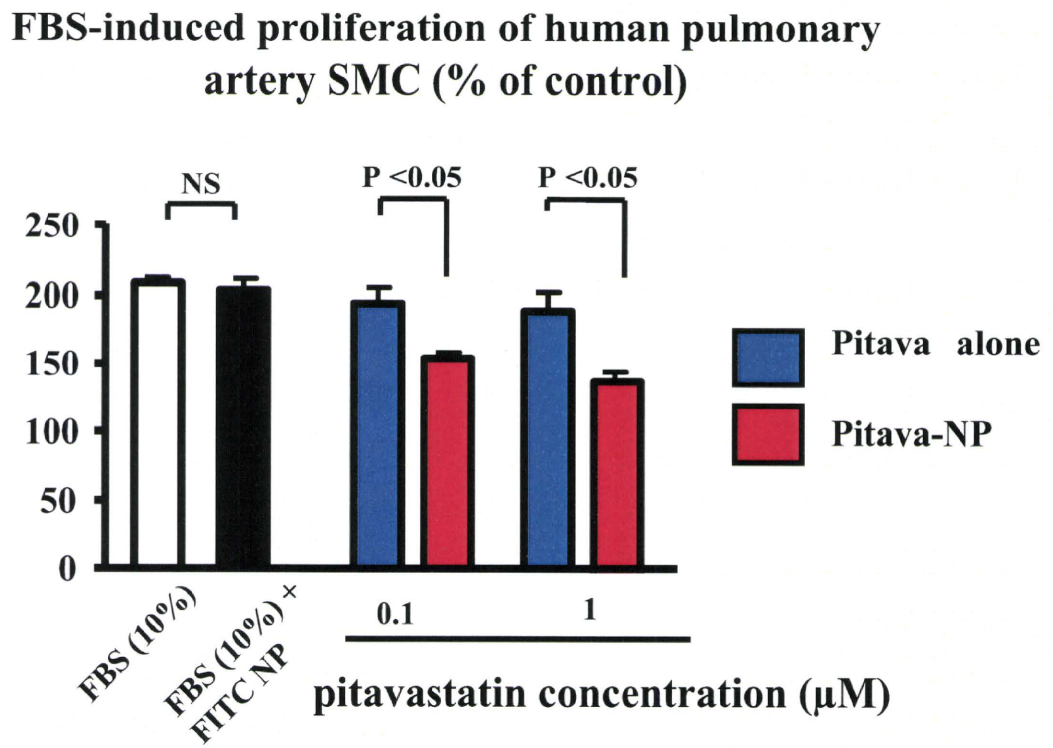 FBS-induced proliferation of human pulmonary
artery SMC (% of control)
NS
P <0.05
P <0.05
250
200
150
100
50
0
Pitava alone
Pitava-NP
FBS (10%)
FBS (10%) +
FITC NP
0.1
1
pitavastatin concentration (µM)